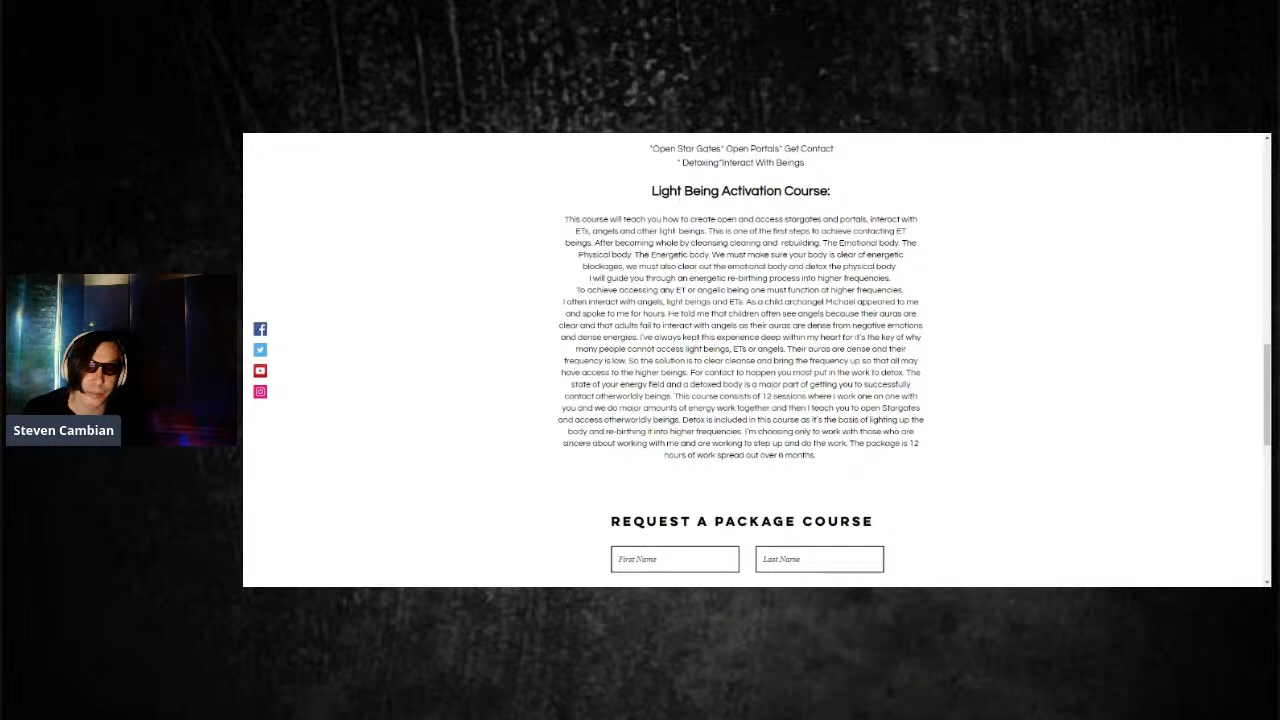 *Open Star Gates* Open Portals* Get Contact
* Detoxing*Interact With Beings
Light Being Activation Course:
This course will teach you how to create open and access stargates and portals, interact with
ETs, angels and other light beings. This is one of the first steps to achieve contacting ET
beings. After becoming whole by cleansing clearing and rebuilding. The Emotional body. The
Physical body. The Energetic body. We must make sure your body is clear of energetic
blockages, we must also clear out the emotional body and detox the physical body.
I will guide you through an energetic re-birthing process into higher frequencies.
To achieve accessing any ET or angelic being one must function at higher frequencies.
I often interact with angels, light beings and ETs. As a child archangel Michael appeared to me
and spoke to me for hours. He told me that children often see angels because their auras are
clear and that adults fail to interact with angels as their auras are dense from negative emotions
and dense energies. I've always kept this experience deep within my heart for it's the key of why
many people cannot access light beings, ETs or angels. Their auras are dense and their
frequency is low. So the solution is to clear cleanse and bring the frequency up so that all may
have access to the higher beings. For contact to happen you most put in the work to detox. The
state of your energy field and a detoxed body is a major part of getting you to successfully
contact otherworldly beings. This course consists of 12 sessions where i work one on one with
you and we do major amounts of energy work together and then I teach you to open Stargates
and access otherworldly beings. Detox is included in this course as it's the basis of lighting up the
body and re-birthing it into higher frequencies. I'm choosing only to work with those who are
sincere about working with me and are working to step up and do the work. The package is 12
hours of work spread out over 6 months.
Steven Cambian
REQUEST A PACKAGE COURSE
First Name
Last Name